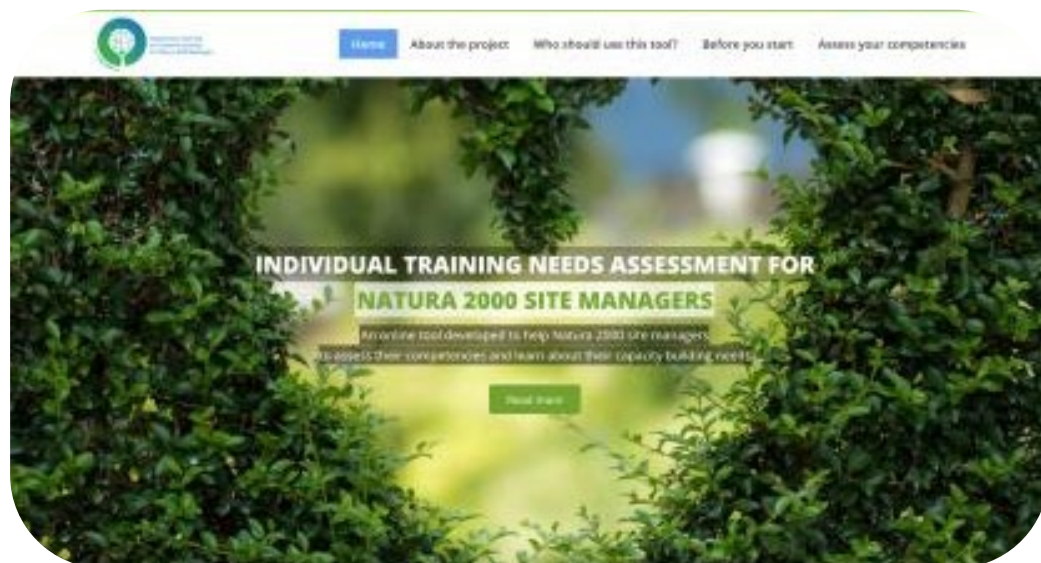 Home
About the project
Who should use this tool?
Before you start
Assess your competencies
INDIVIDUAL TRAINING NEEDS ASSESSMENT FOR
NATURA 2000 SITE MANAGERS
An online tool developed to help Natura 2000 site managers
to assess their competencies and learn about their capacity building needs
Read more